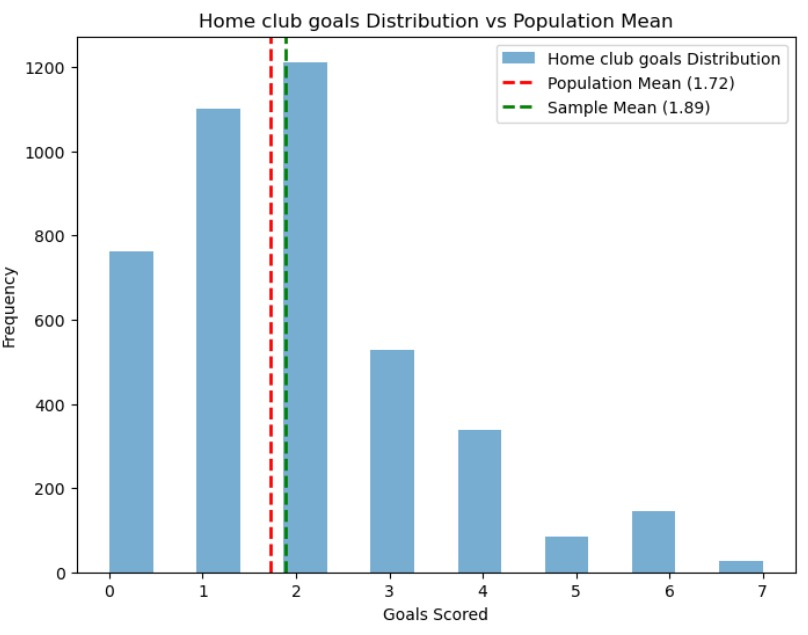 Home club goals Distribution vs Population Mean
Home club goals Distribution
Population Mean (1.72)
Sample Mean (1.89)
Frequency
1200
1000
800
600
400
200
0
0 1 2 3 4 5 6 7
Goals Scored